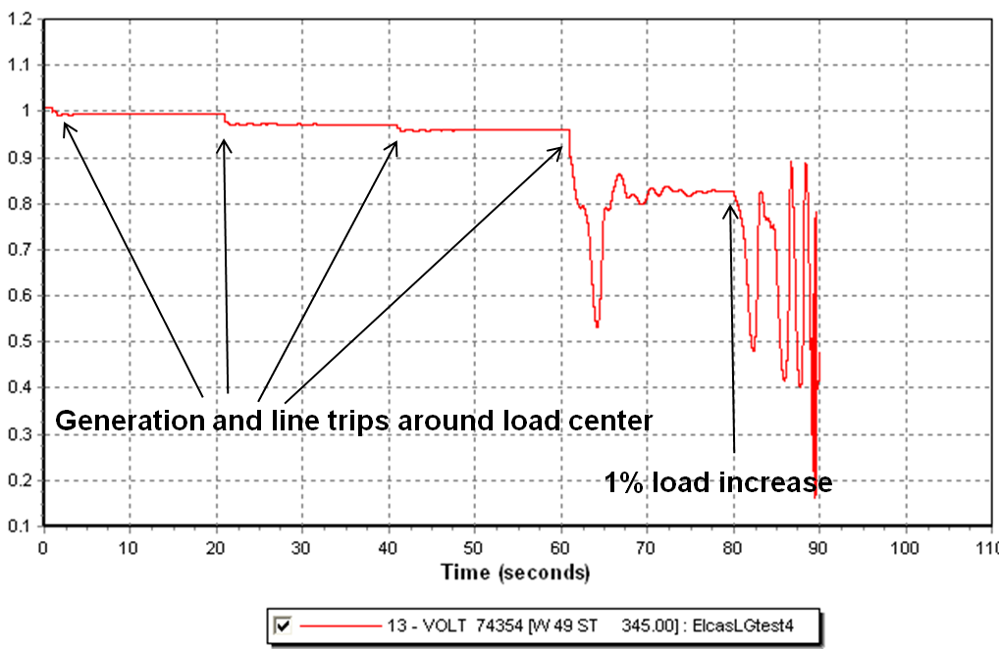 1.2
1.1
1
0.9
0.8
0.7
0.6
0.5
0.4
0.3
0.2
0.1
Generation and line trips around load center
1% load increase
0 10 20 30 40 50 60 70 80 90 100 110
Time (seconds)
13 - VOLT 74354 [W 49 ST 345.00] : ElcasLGtest4